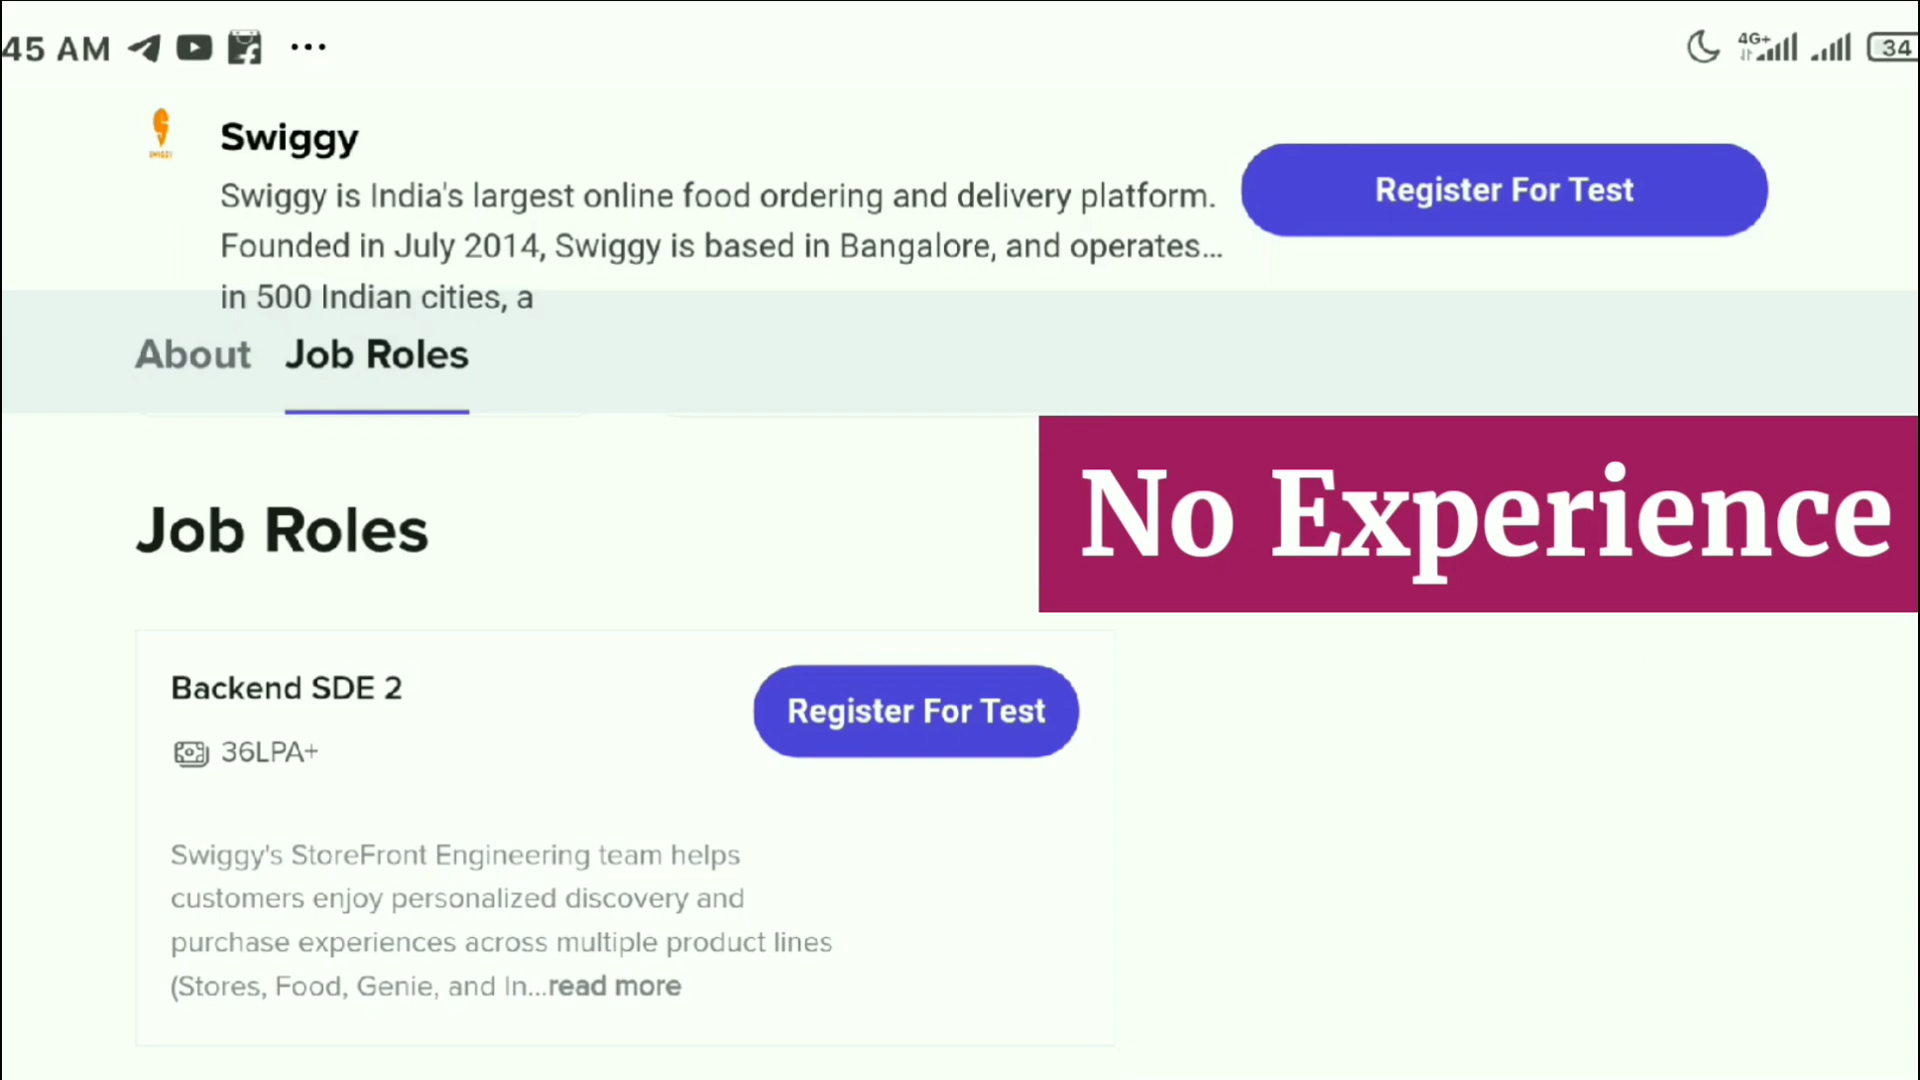 45 AM ...
4G+ 34
SWIGGY
Swiggy
Swiggy is India's largest online food ordering and delivery platform.
Founded in July 2014, Swiggy is based in Bangalore, and operates...
in 500 Indian cities, a
Register For Test
About Job Roles
No Experience
Job Roles
Backend SDE 2
Register For Test
36LPA+
Swiggy's StoreFront Engineering team helps
customers enjoy personalized discovery and
purchase experiences across multiple product lines
(Stores, Food, Genie, and In...read more